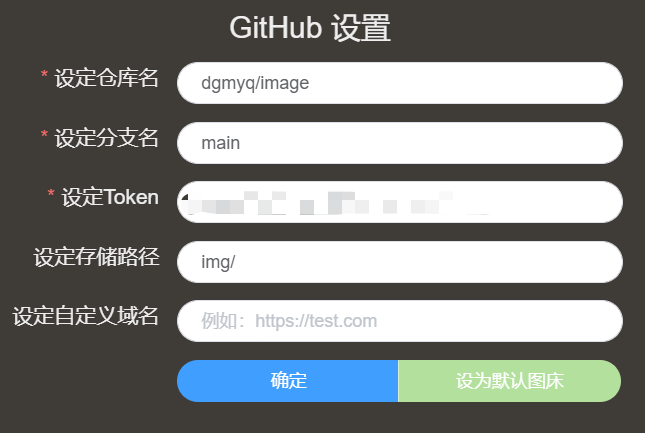 GitHub 设置
* 设定仓库名 dgmyq/image
* 设定分支名 main
* 设定Token
设定存储路径 img/
设定自定义域名 例如：https://test.com
确定 设为默认图床